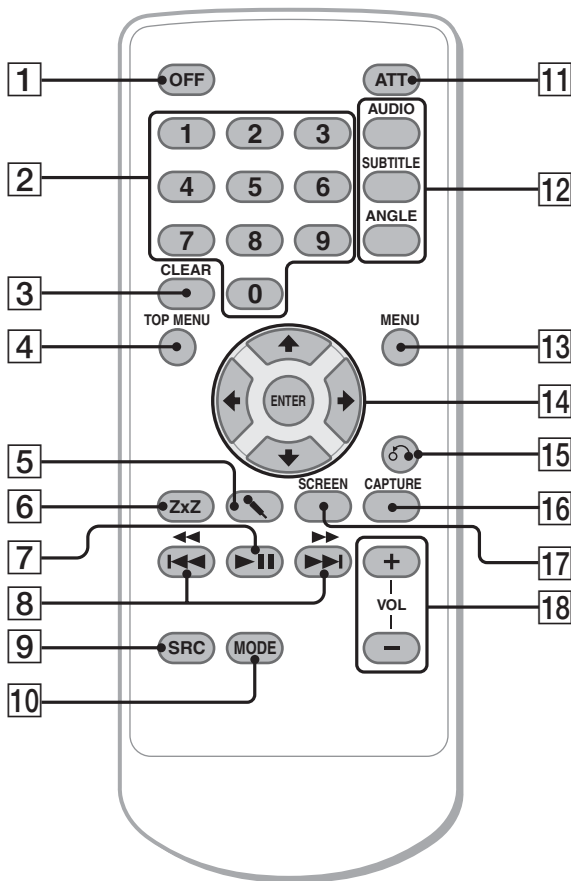 1 OFF ATT 11
AUDIO
1 2 3
2 4 5 6 SUBTITLE 12
7 8 9 ANGLE
CLEAR
3 0
TOP MENU MENU
4 13
ENTER 14
5 15
SCREEN CAPTURE
6 ZxZ 16
7 17
8 + VOL − 18
9 SRC MODE
10